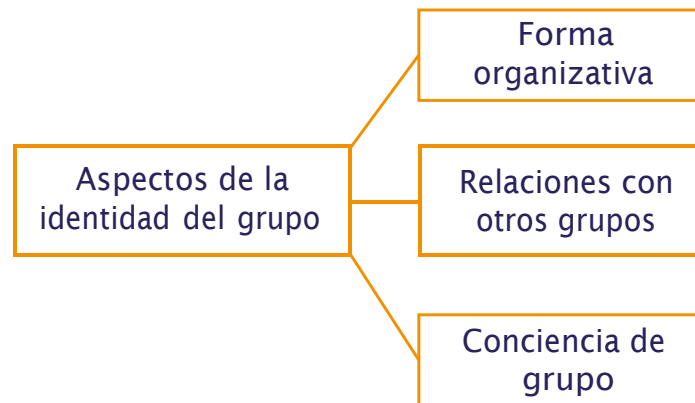 Forma
organizativa
Aspectos de la
identidad del grupo
Relaciones con
otros grupos
Conciencia de
grupo